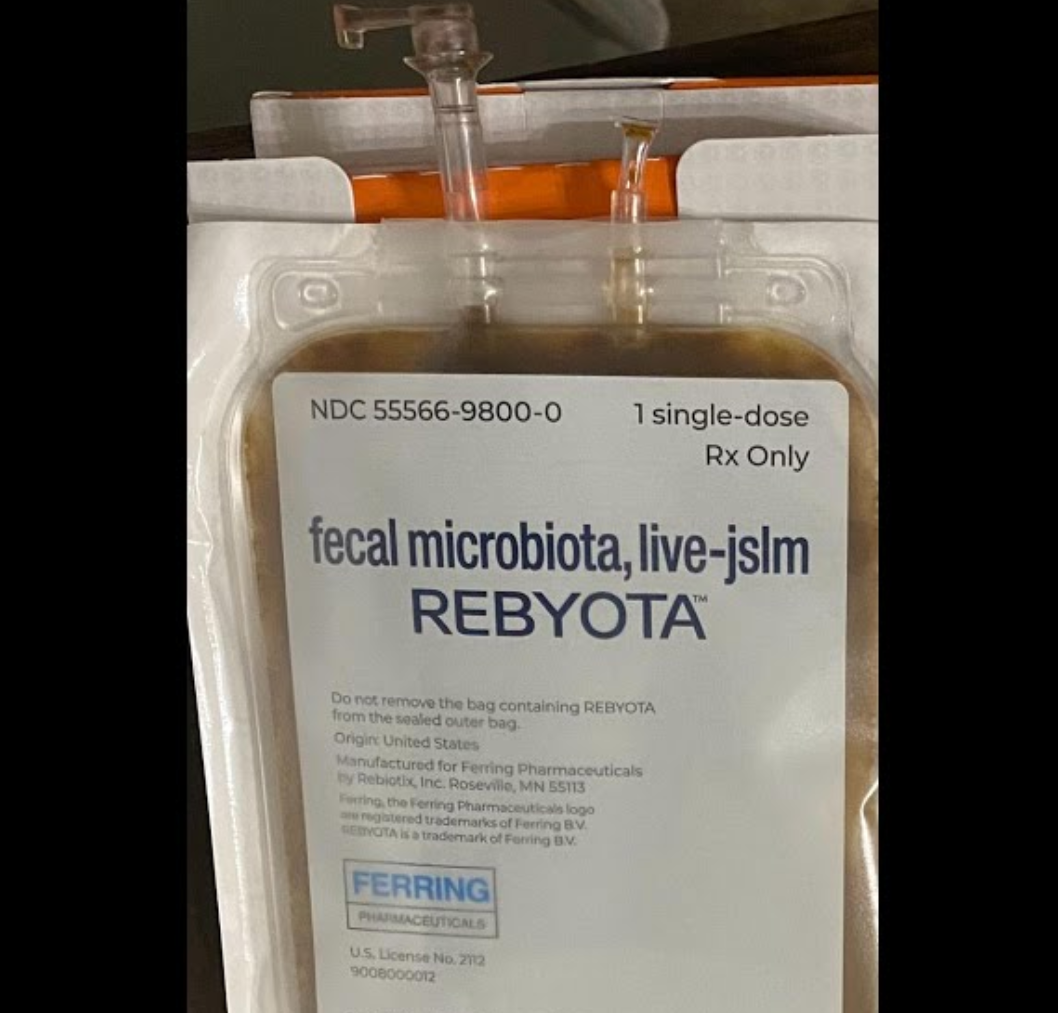 NDC 55566-9800-0
1 single-dose
Rx Only
fecal microbiota, live-jslm
REBYOTA™
Do not remove the bag containing REBYOTA
from the sealed outer bag.
Origin: United States
Manufactured for Ferring Pharmaceuticals
by Rebiotix, Inc. Roseville, MN 55113
Ferring, the Ferring Pharmaceuticals logo
are registered trademarks of Ferring B.V.
REBYOTA is a trademark of Ferring B.V.
FERRING
PHARMACEUTICALS
U.S. License No. 2112
9008000012